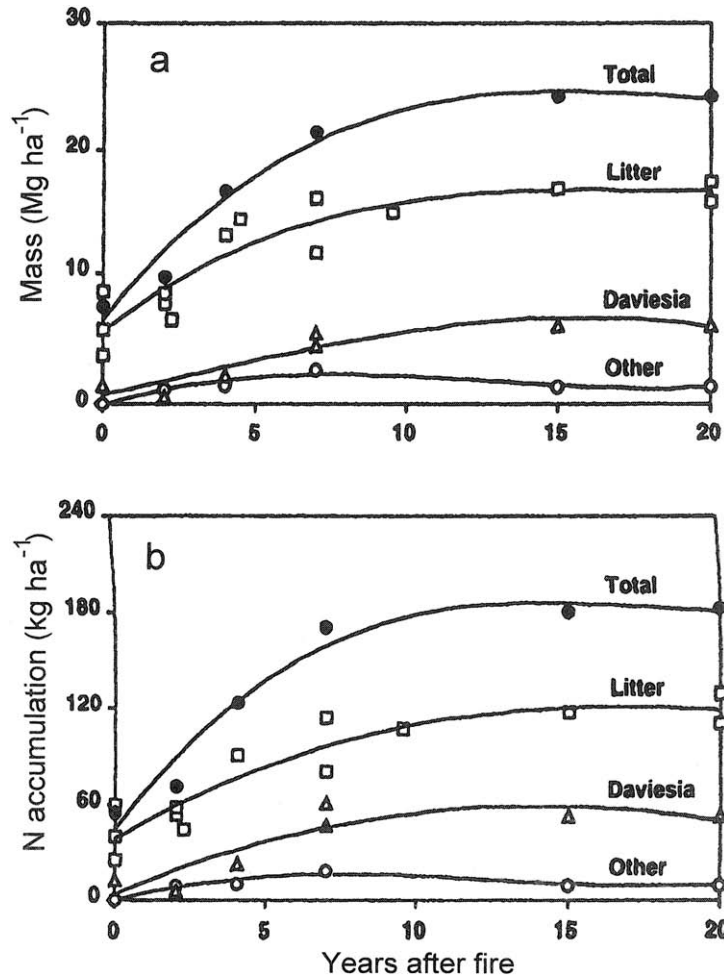 30
a
Total
20
Litter
Mass (Mg ha⁻¹)
10
Daviesia
Other
0
0 5 10 15 20
240
b
180
Total
N accumulation (kg ha⁻¹)
120
Litter
60
Daviesia
Other
0
0 5 10 15 20
Years after fire